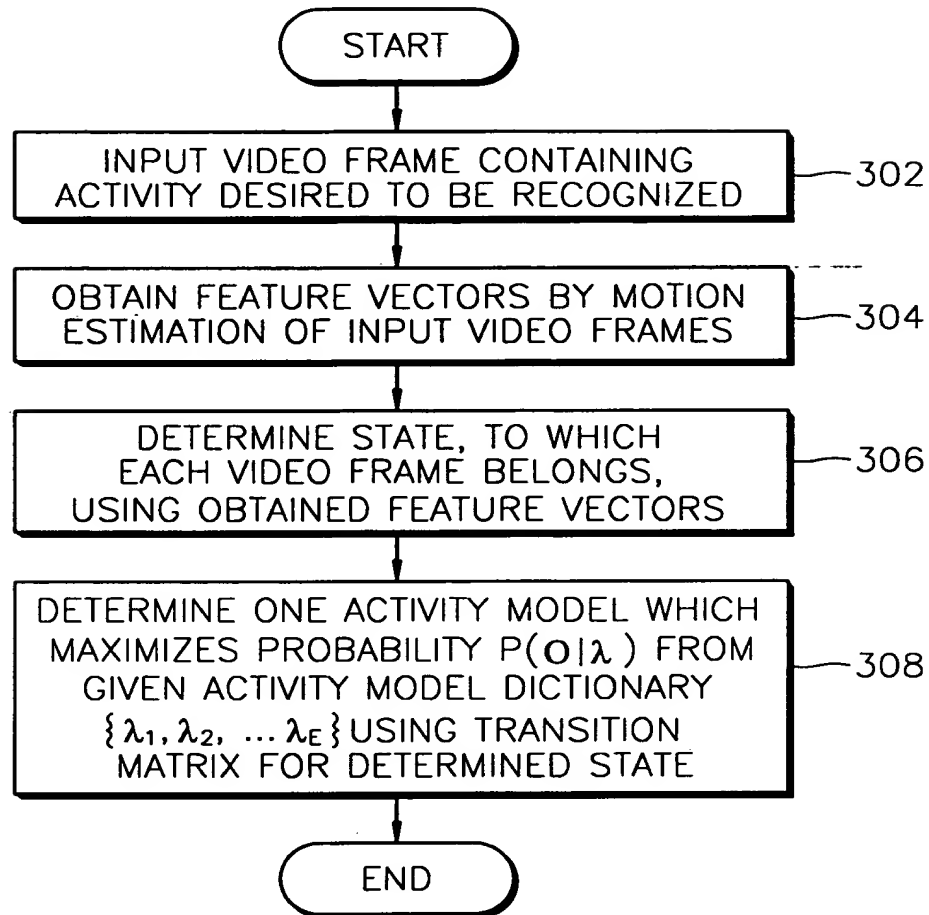 START
INPUT VIDEO FRAME CONTAINING
ACTIVITY DESIRED TO BE RECOGNIZED
302
OBTAIN FEATURE VECTORS BY MOTION
ESTIMATION OF INPUT VIDEO FRAMES
304
DETERMINE STATE, TO WHICH
EACH VIDEO FRAME BELONGS,
USING OBTAINED FEATURE VECTORS
306
DETERMINE ONE ACTIVITY MODEL WHICH
MAXIMIZES PROBABILITY P(O|λ) FROM
GIVEN ACTIVITY MODEL DICTIONARY
{λ₁, λ₂, ... λ_E} USING TRANSITION
MATRIX FOR DETERMINED STATE
308
END